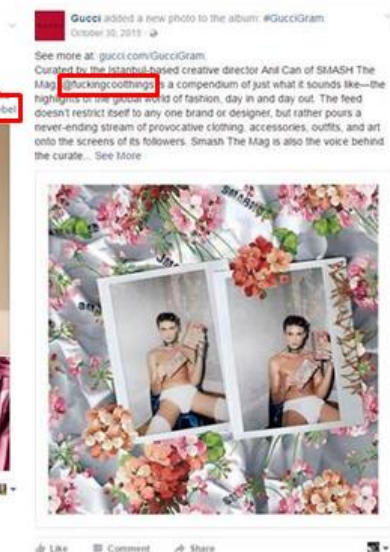 Gucci added a new photo to the album: #GucciGram.
October 30, 2015
See more at: gucci.com/GucciGram.
Curated by the Istanbul-based creative director Anil Can of SMASH The
Mag, @fuckingcoolthings is a compendium of just what it sounds like—the
highlights of the global world of fashion, day in and day out. The feed
doesn't restrict itself to any one brand or designer, but rather pours a
never-ending stream of provocative clothing, accessories, outfits, and art
onto the screens of its followers. Smash The Mag is also the voice behind
the curate... See More
ebel
SMASH
Like Comment Share